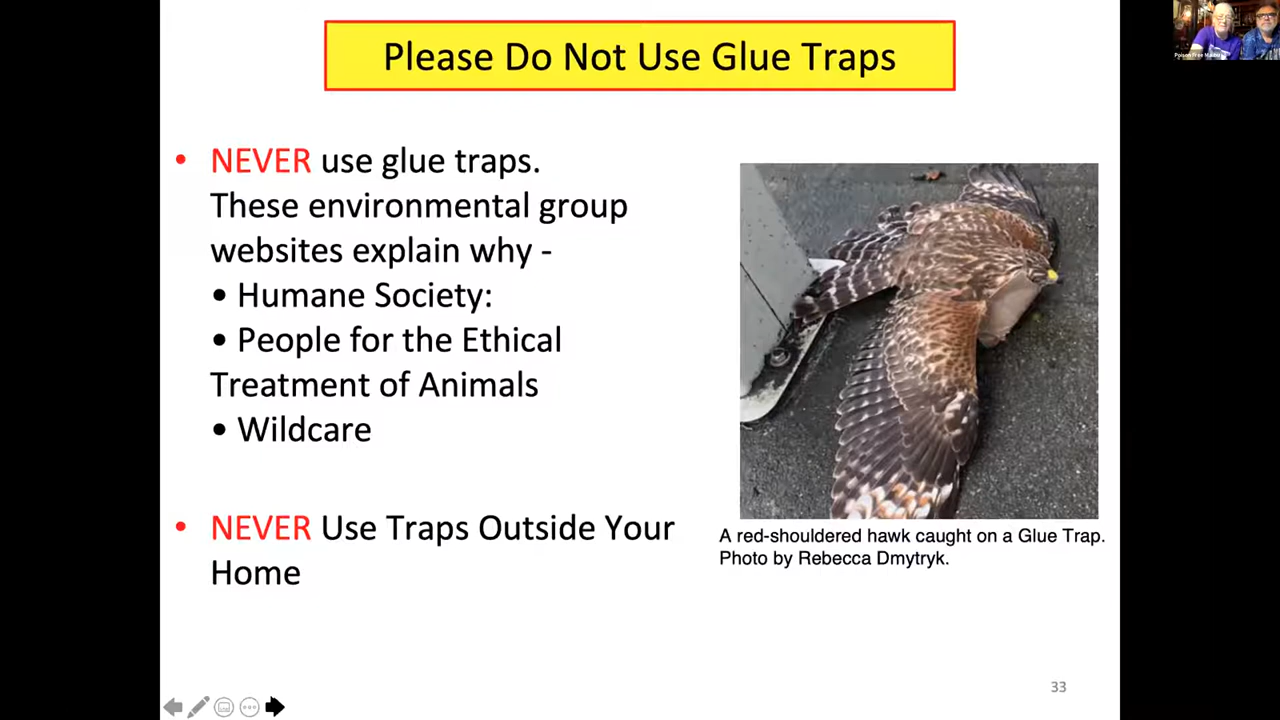 Please Do Not Use Glue Traps
• NEVER use glue traps.
These environmental group
websites explain why -
• Humane Society:
• People for the Ethical
Treatment of Animals
• Wildcare
• NEVER Use Traps Outside Your
Home
A red-shouldered hawk caught on a Glue Trap.
Photo by Rebecca Dmytryk.
33
Poison Free